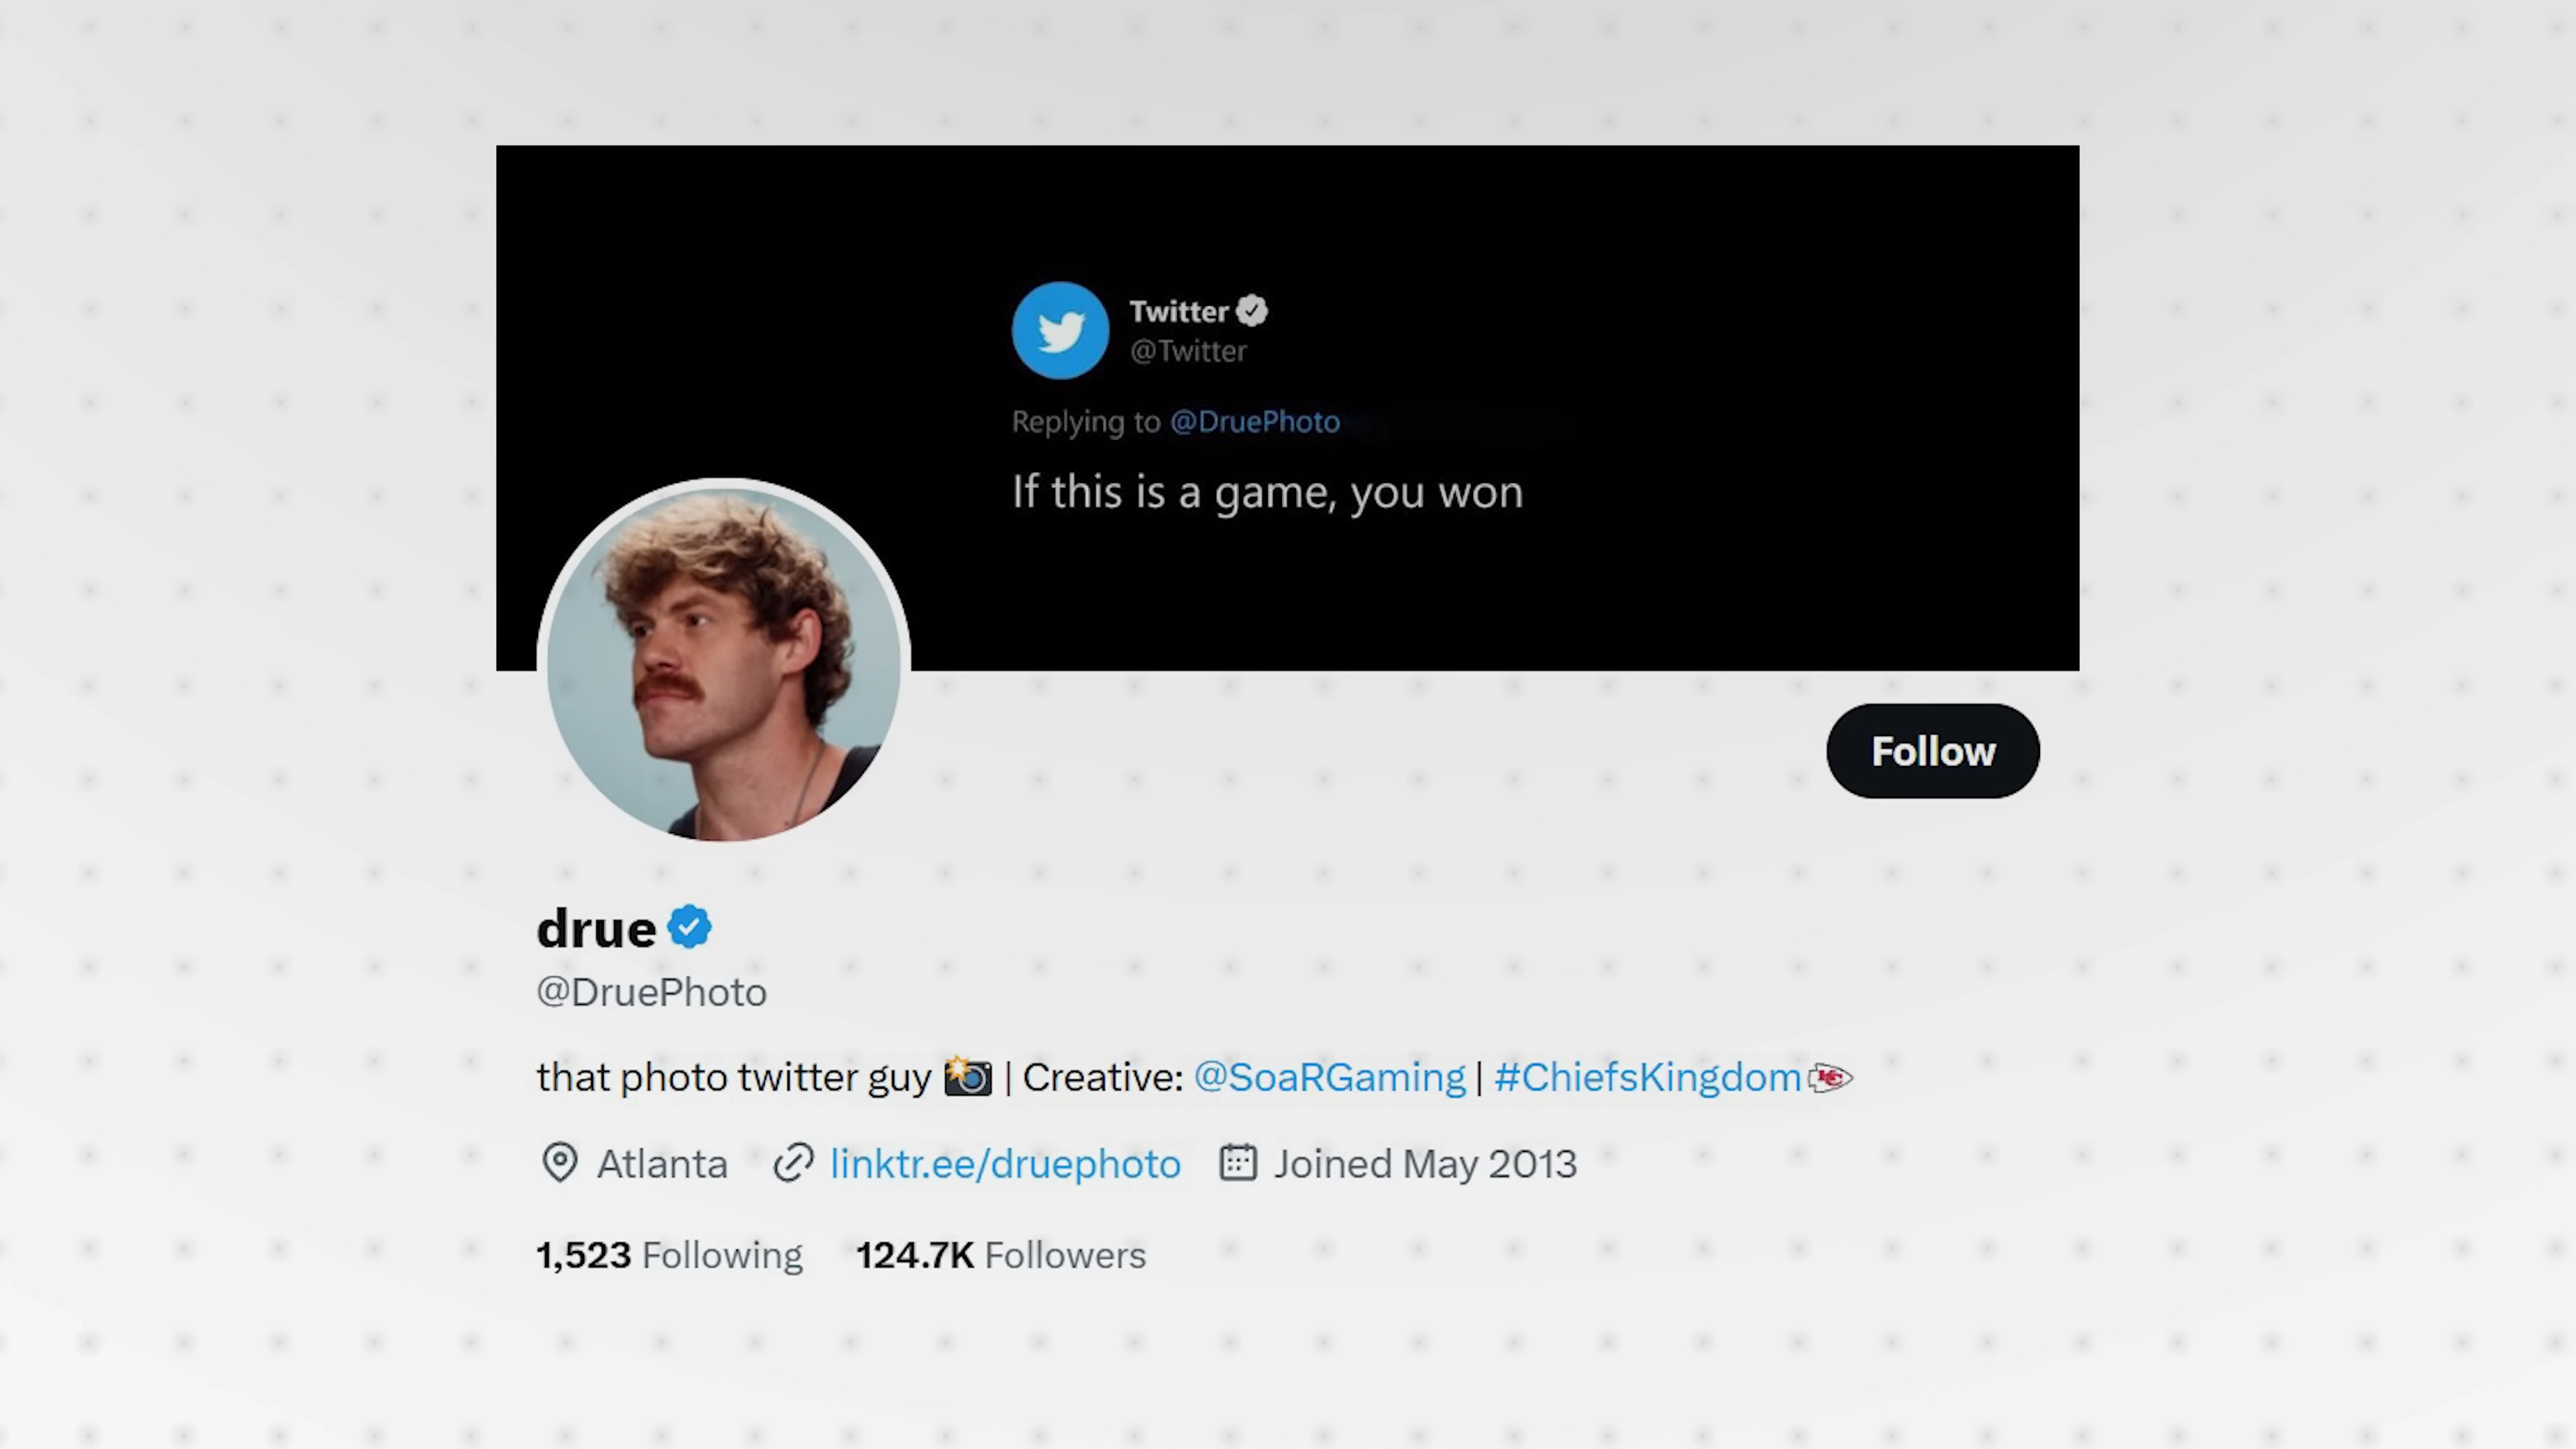 Twitter
@Twitter
Replying to @DruePhoto
If this is a game, you won
Follow
drue
@DruePhoto
that photo twitter guy 📸 | Creative: @SoaRGaming | #ChiefsKingdom
Atlanta linktr.ee/druephoto Joined May 2013
1,523 Following 124.7K Followers